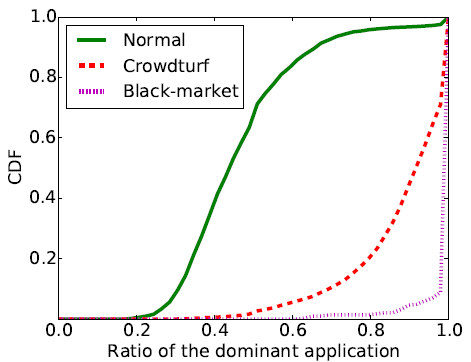 1.0
0.8
0.6
0.4
0.2
Normal
Crowdturf
Black-market
CDF
0.0 0.2 0.4 0.6 0.8 1.0
Ratio of the dominant application